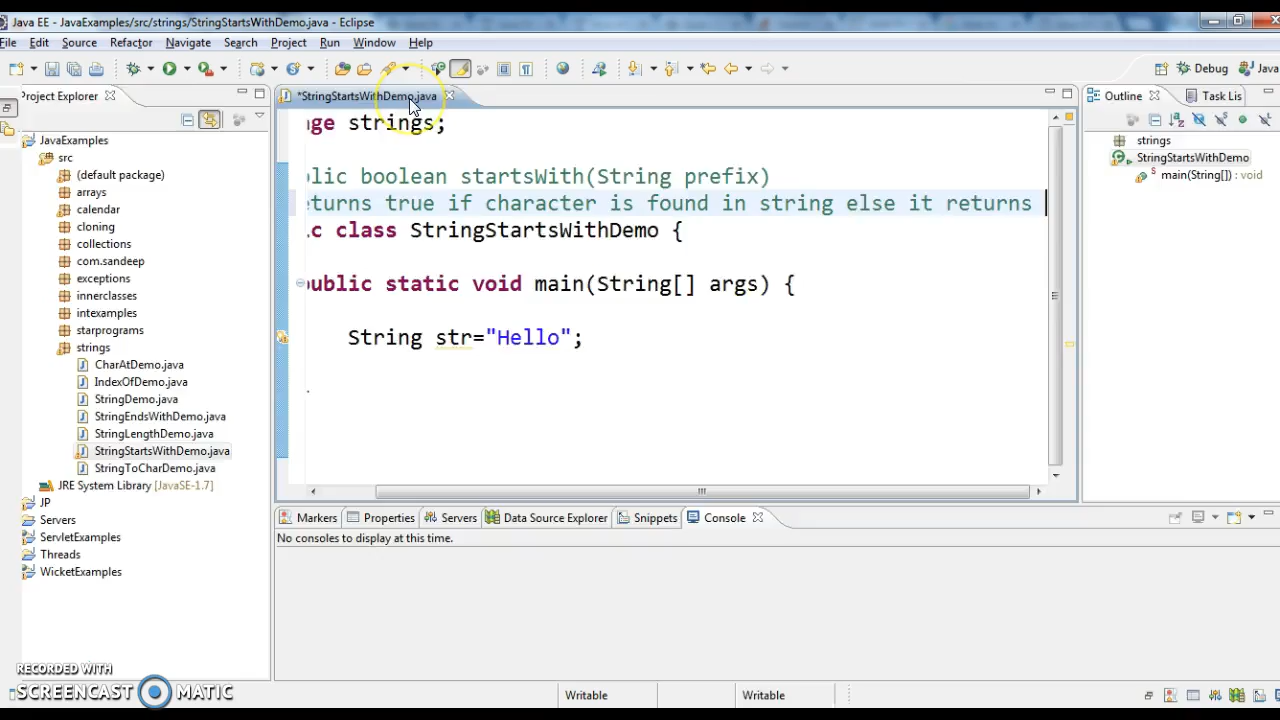 Java EE - JavaExamples/src/strings/StringStartsWithDemo.java - Eclipse
File Edit Source Refactor Navigate Search Project Run Window Help
Debug Java
Project Explorer
*StringStartsWithDemo.java
Outline Task Lis
JavaExamples
src
(default package)
arrays
calendar
cloning
collections
com.sandeep
exceptions
innerclasses
intexamples
starprograms
strings
CharAtDemo.java
IndexOfDemo.java
StringDemo.java
StringEndsWithDemo.java
StringLengthDemo.java
StringStartsWithDemo.java
StringToCharDemo.java
JRE System Library [JavaSE-1.7]
JP
Servers
ServletExamples
Threads
WicketExamples
age strings;
blic boolean startsWith(String prefix)
eturns true if character is found in string else it returns
ic class StringStartsWithDemo {
public static void main(String[] args) {
String str="Hello";
strings
StringStartsWithDemo
main(String[]) : void
Markers Properties Servers Data Source Explorer Snippets Console
No consoles to display at this time.
RECORDED WITH
SCREENCAST MATIC
Writable Writable